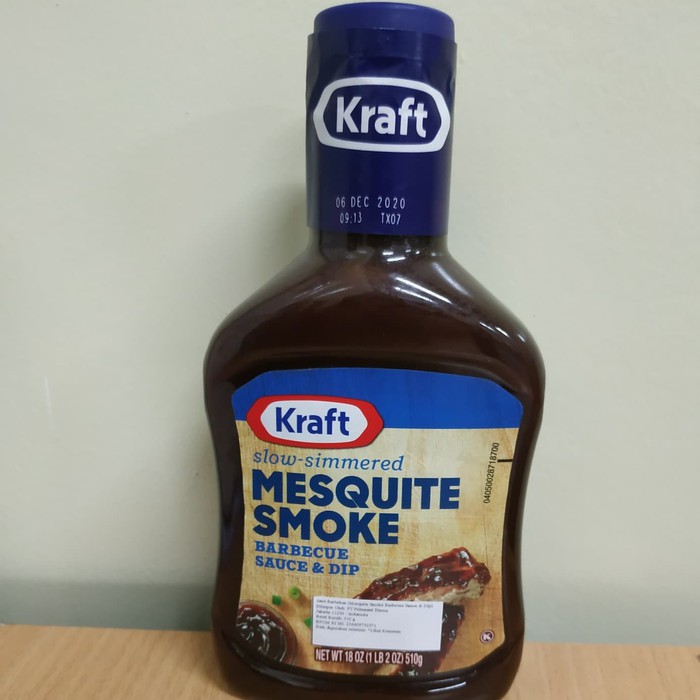 Kraft
06 DEC 2020
09:13 TX07
Kraft
slow-simmered
MESQUITE
SMOKE
BARBECUE
SAUCE & DIP
04050028718700
NET WT 18 OZ (1 LB 2 OZ) 510g
K